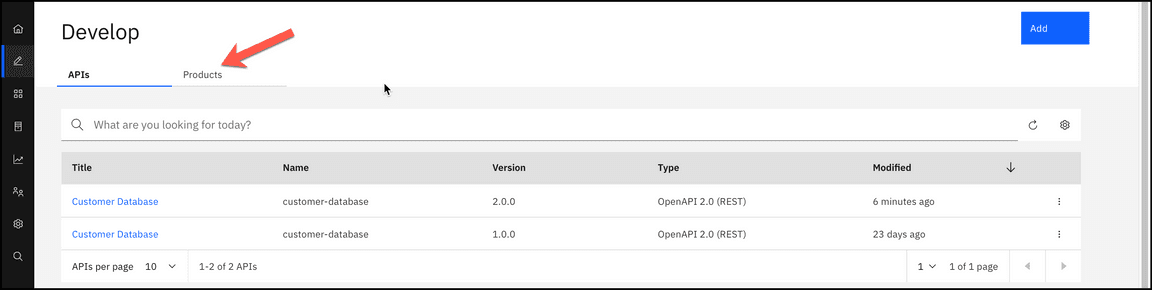 Develop
Add
APIs Products
What are you looking for today?
Title Name Version Type Modified
Customer Database customer-database 2.0.0 OpenAPI 2.0 (REST) 6 minutes ago
Customer Database customer-database 1.0.0 OpenAPI 2.0 (REST) 23 days ago
APIs per page 10 1-2 of 2 APIs 1 1 of 1 page